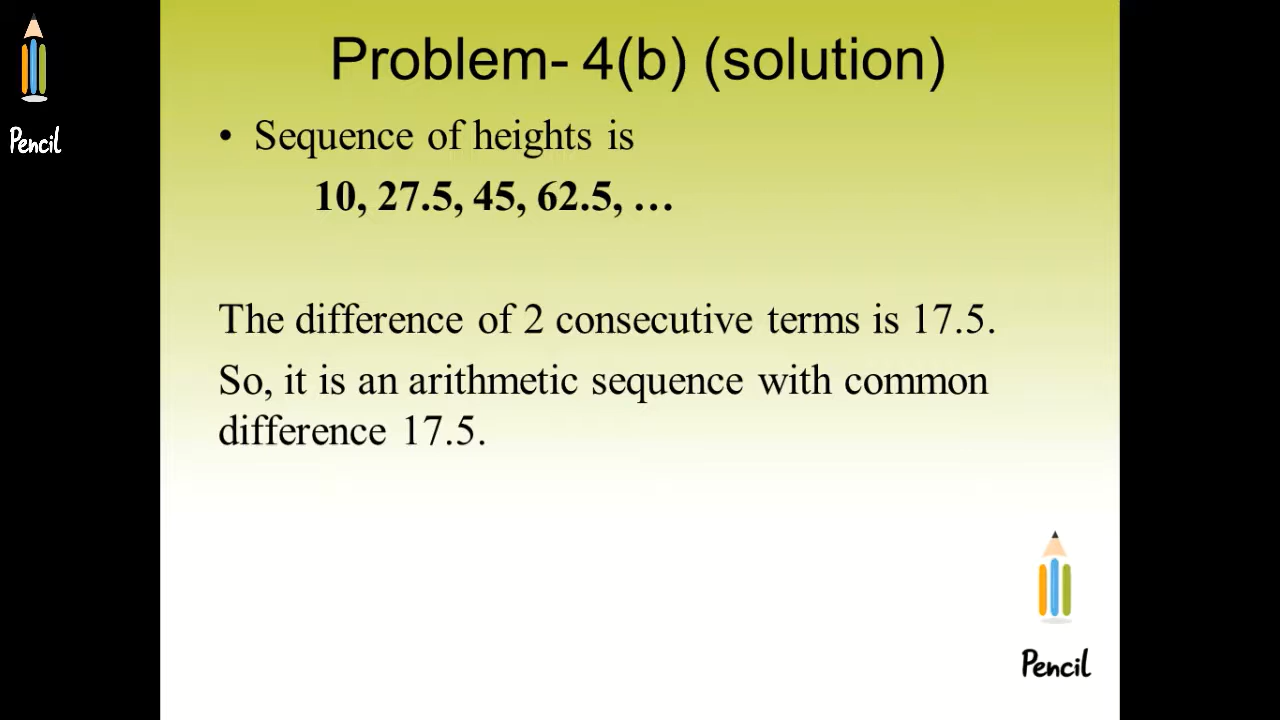 Problem- 4(b) (solution)
Pencil
• Sequence of heights is
10, 27.5, 45, 62.5, …
The difference of 2 consecutive terms is 17.5.
So, it is an arithmetic sequence with common
difference 17.5.
Pencil